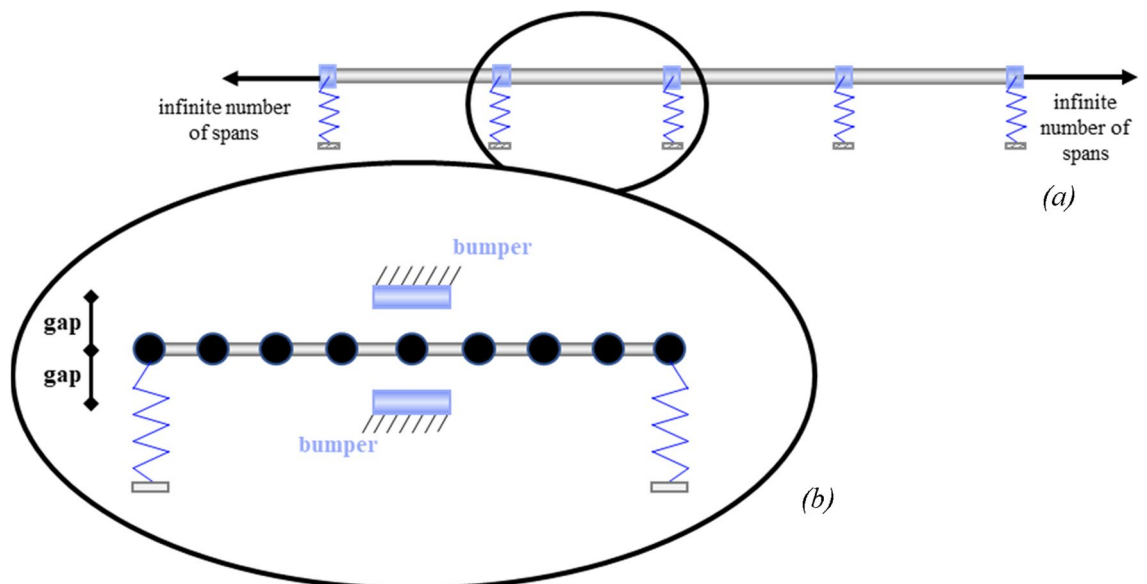 infinite number
of spans
infinite
number of
spans
(a)
bumper
gap
gap
bumper
(b)